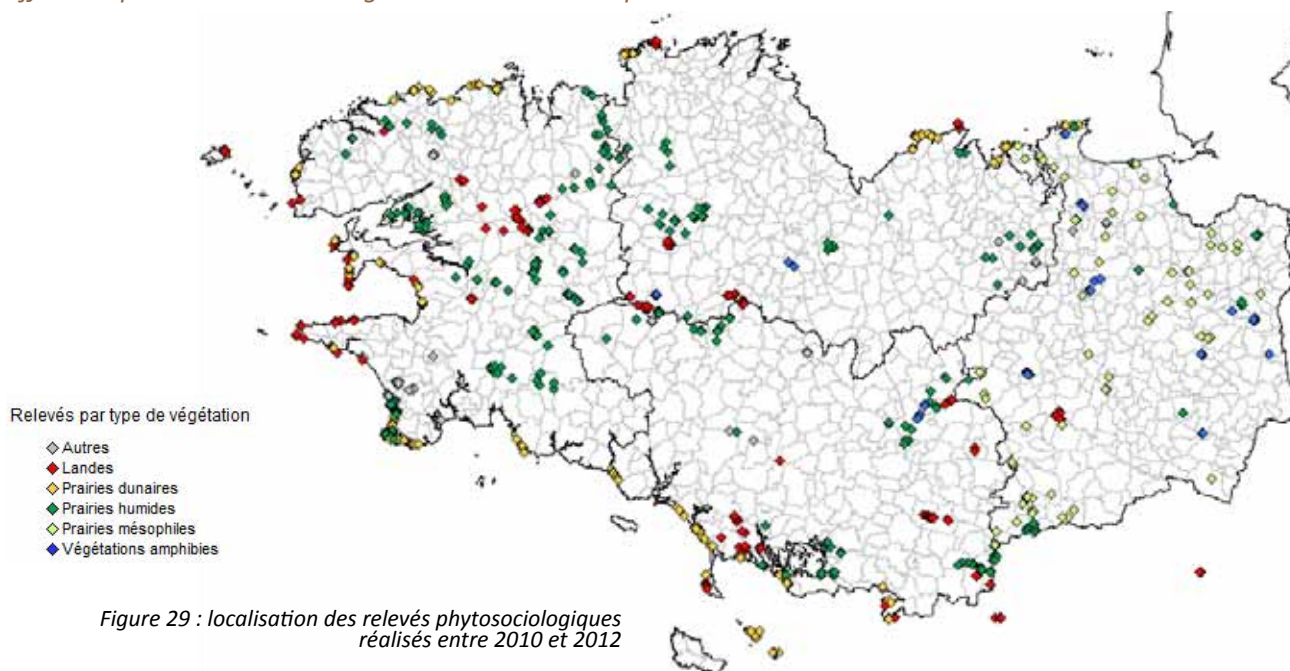 Relevés par type de végétation
Autres
Landes
Prairies dunaires
Prairies humides
Prairies mésophiles
Végétations amphibies
Figure 29 : localisation des relevés phytosociologiques
réalisés entre 2010 et 2012